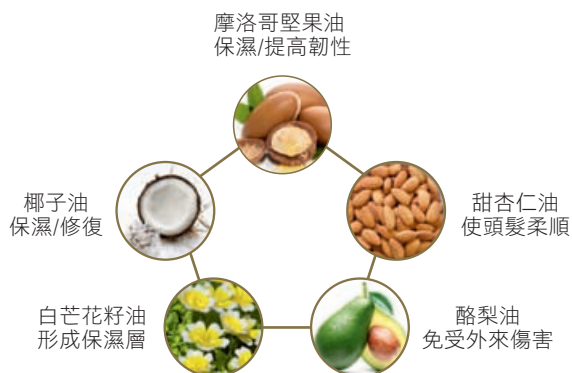 摩洛哥堅果油
保濕/提高韌性
椰子油
保濕/修復
甜杏仁油
使頭髮柔順
白芒花籽油
形成保濕層
酪梨油
免受外來傷害